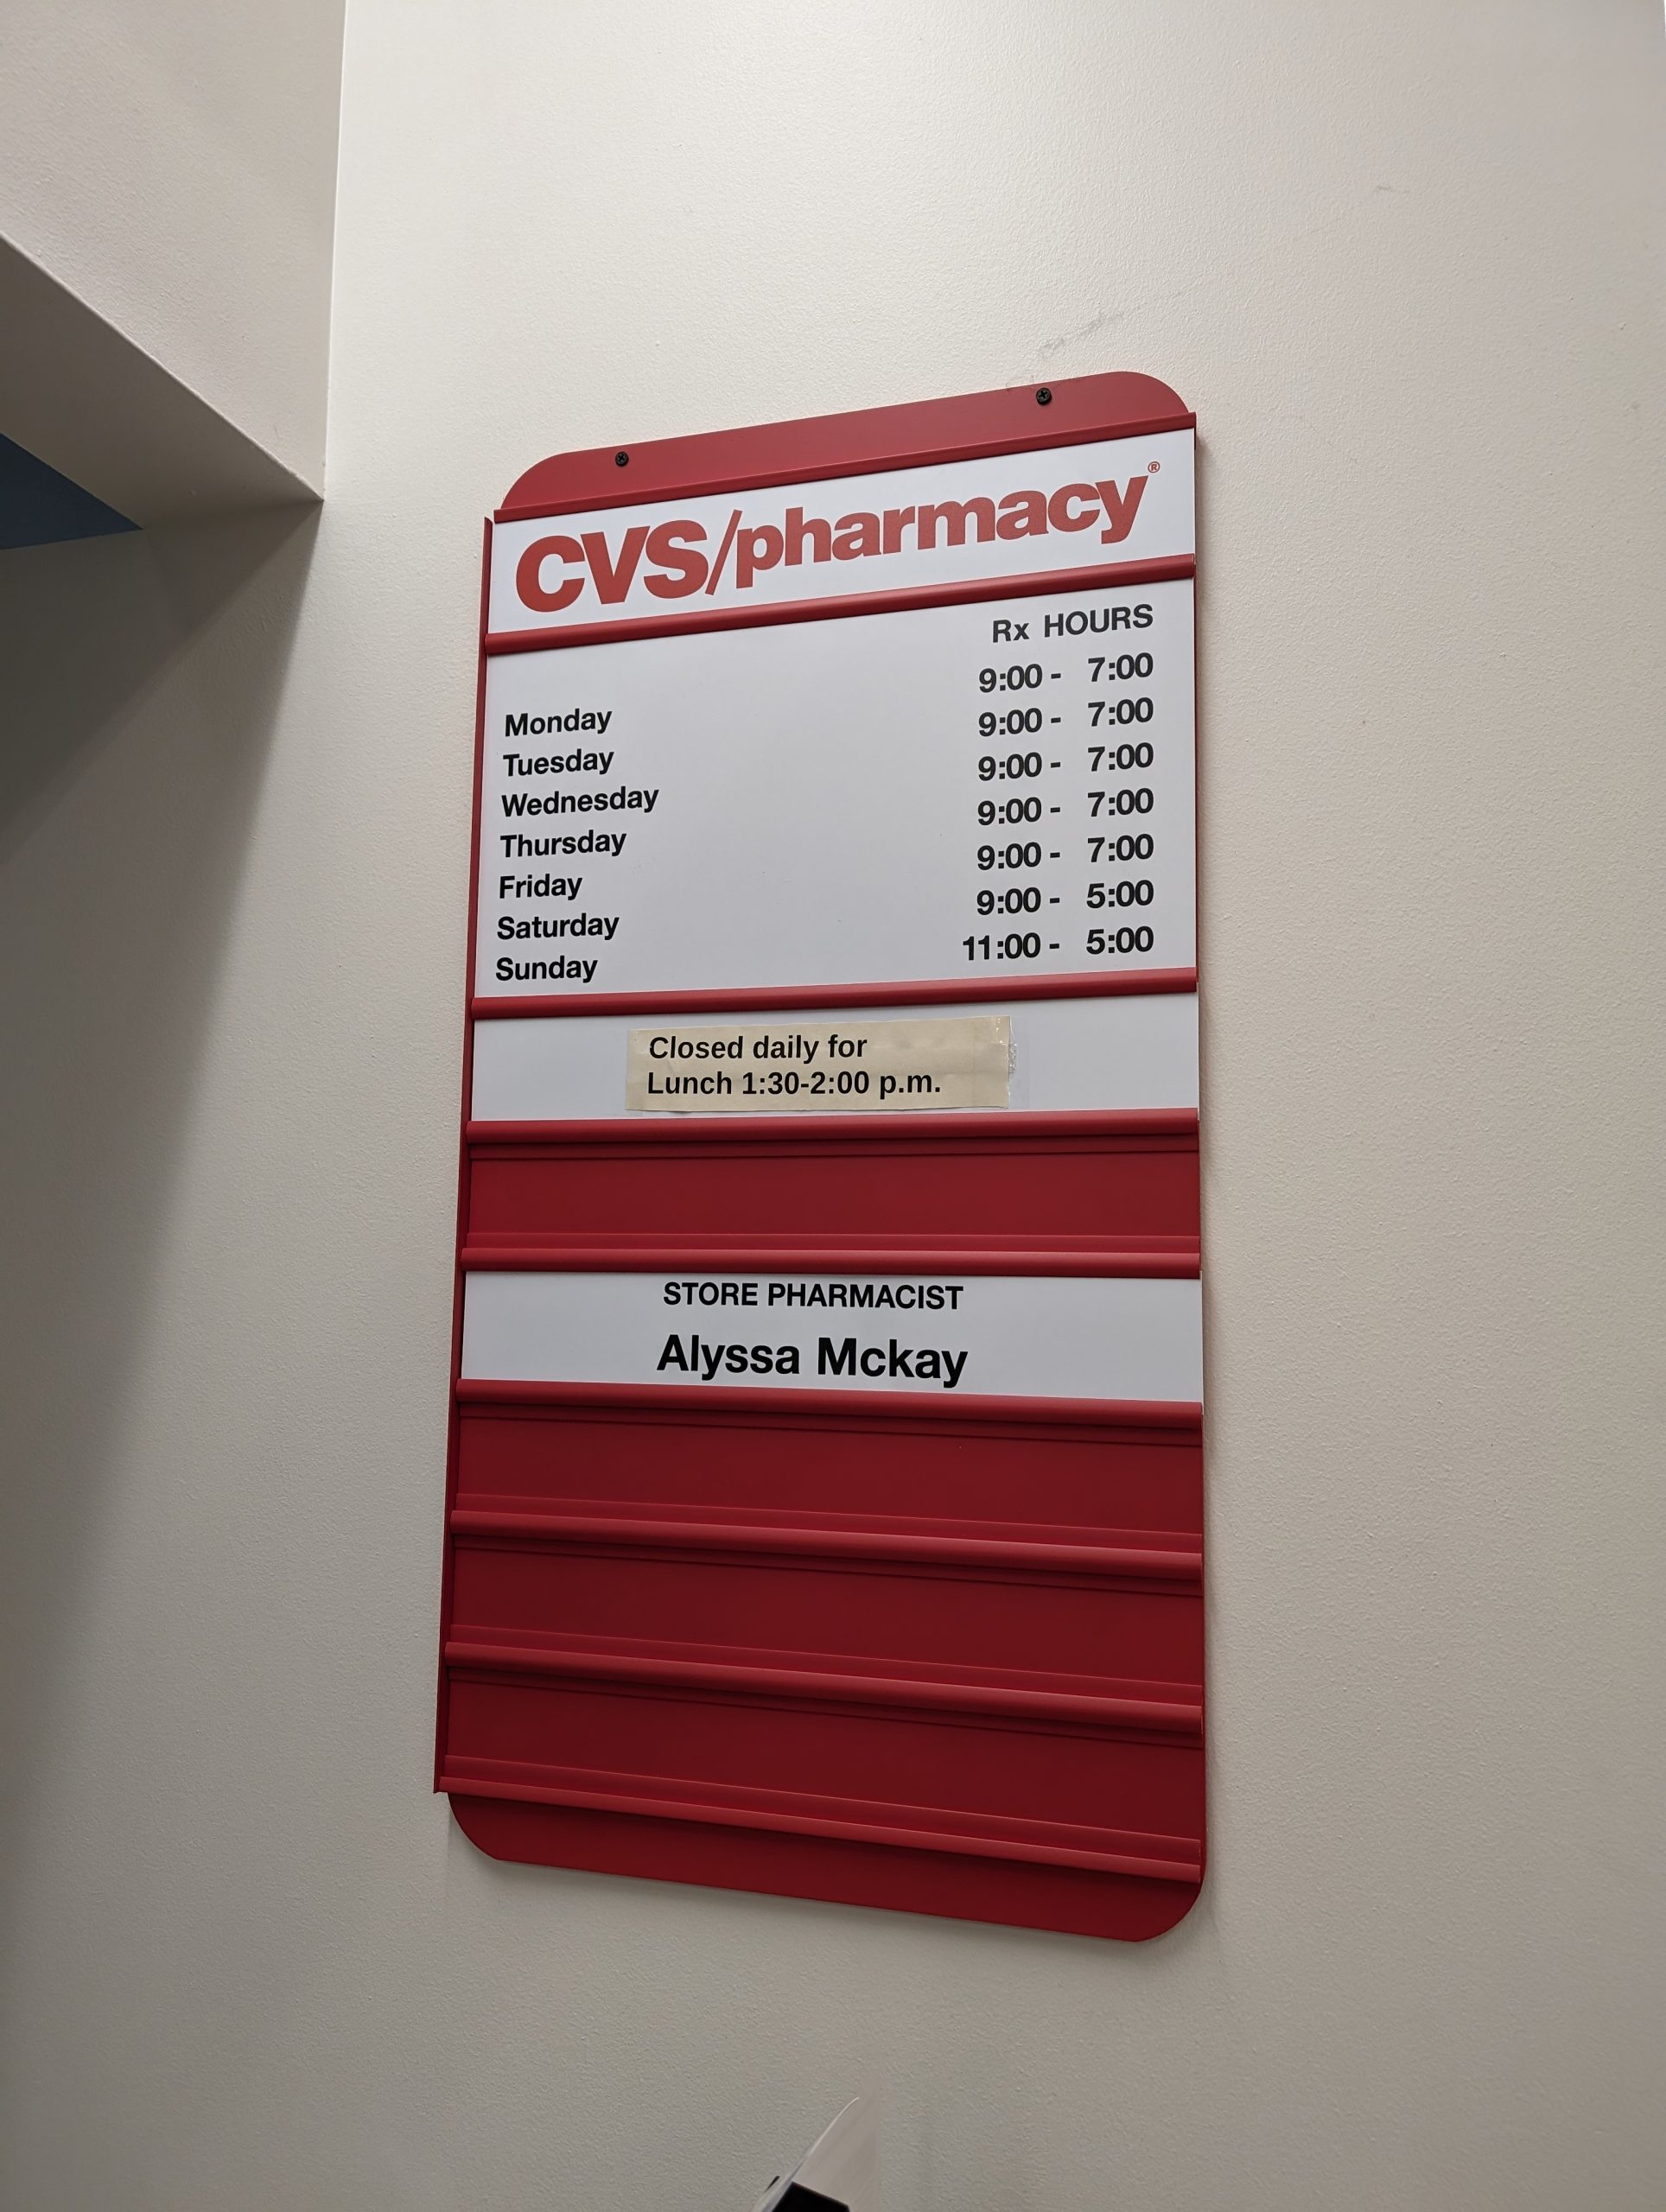 CVS/pharmacy®
Rx HOURS
9:00 - 7:00
Monday 9:00 - 7:00
Tuesday 9:00 - 7:00
Wednesday 9:00 - 7:00
Thursday 9:00 - 7:00
Friday 9:00 - 5:00
Saturday 11:00 - 5:00
Sunday
Closed daily for
Lunch 1:30-2:00 p.m.
STORE PHARMACIST
Alyssa Mckay